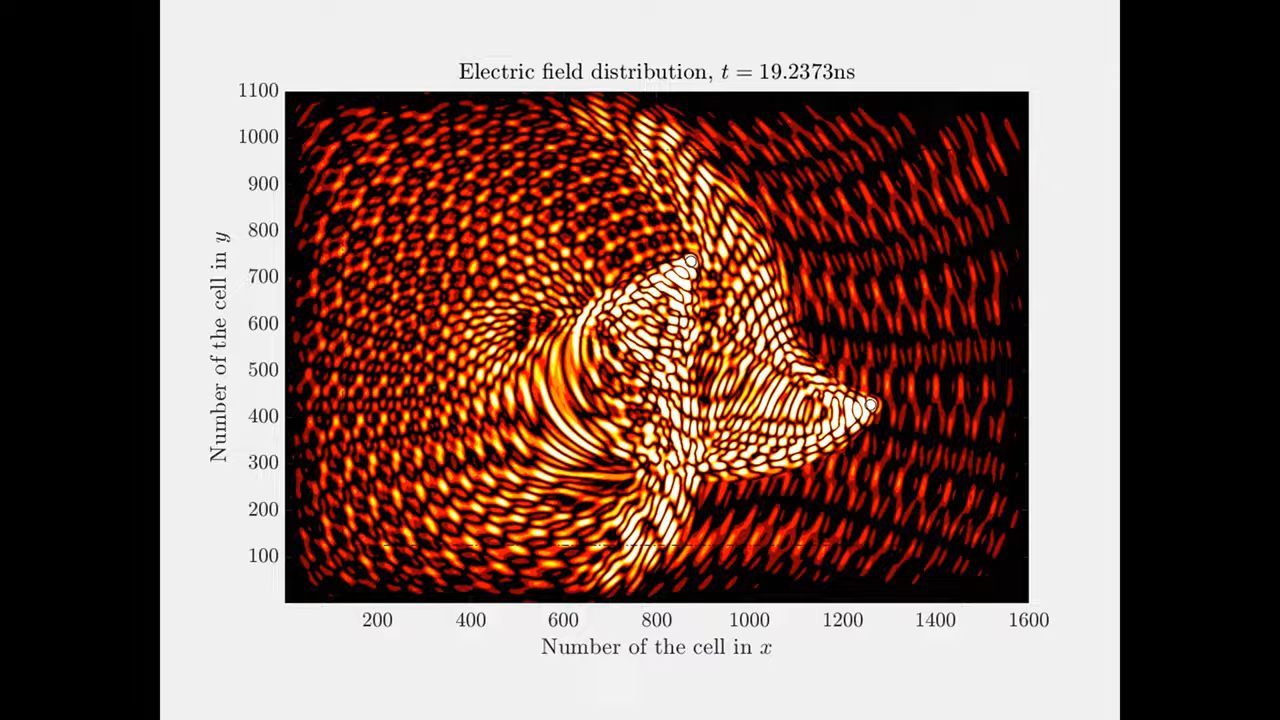 Electric field distribution, t = 19.2373ns
1100
1000
900
800
700
600
500
400
300
200
100
Number of the cell in y
200 400 600 800 1000 1200 1400 1600
Number of the cell in x